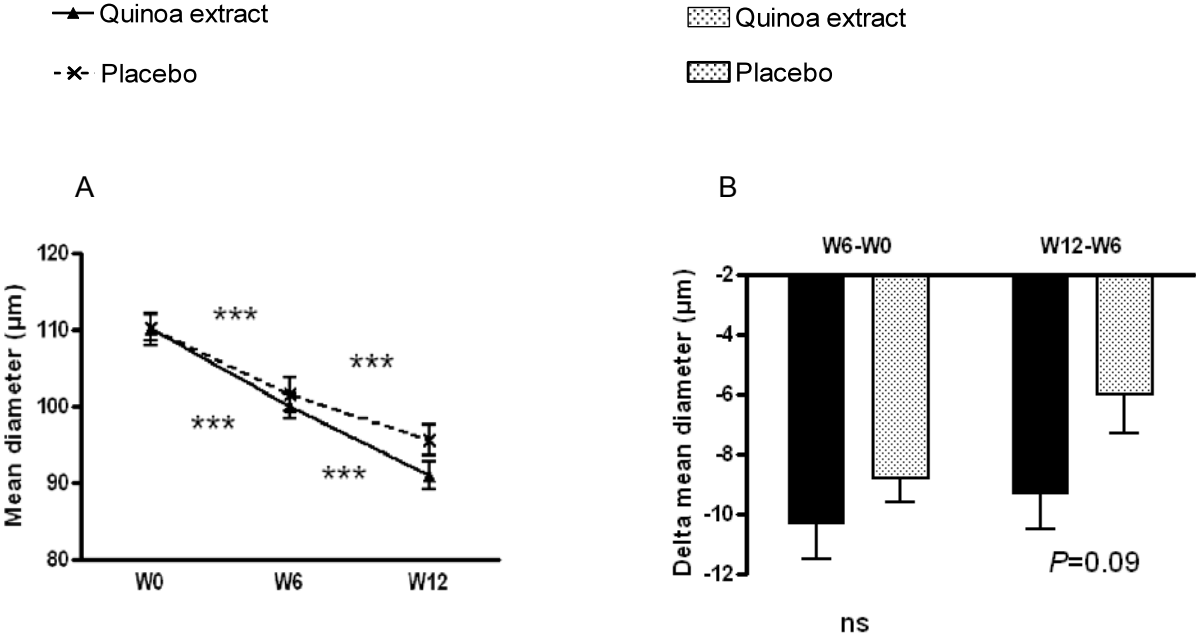 Quinoa extract
Placebo
Quinoa extract
Placebo
A
Mean diameter (µm)
120
110
100
90
80
***
***
***
***
W0 W6 W12
B
W6-W0 W12-W6
Delta mean diameter (µm)
-2
-4
-6
-8
-10
-12
P=0.09
ns